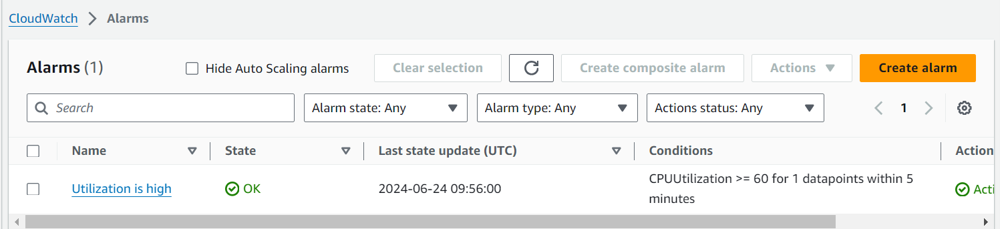 CloudWatch > Alarms
Alarms (1)
Hide Auto Scaling alarms
Clear selection
Create composite alarm
Actions
Create alarm
Search
Alarm state: Any
Alarm type: Any
Actions status: Any
1
Name
State
Last state update (UTC)
Conditions
Action
Utilization is high
OK
2024-06-24 09:56:00
CPUUtilization >= 60 for 1 datapoints within 5
minutes
Acti